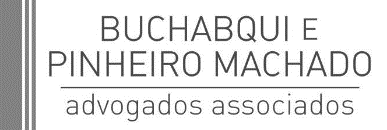 BUCHABQUI E
PINHEIRO MACHADO
advogados associados